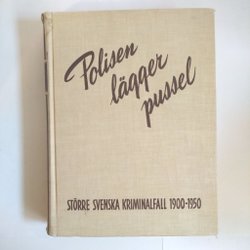 Polisen
lägger
pussel
STÖRRE SVENSKA KRIMINALFALL 1900-1950